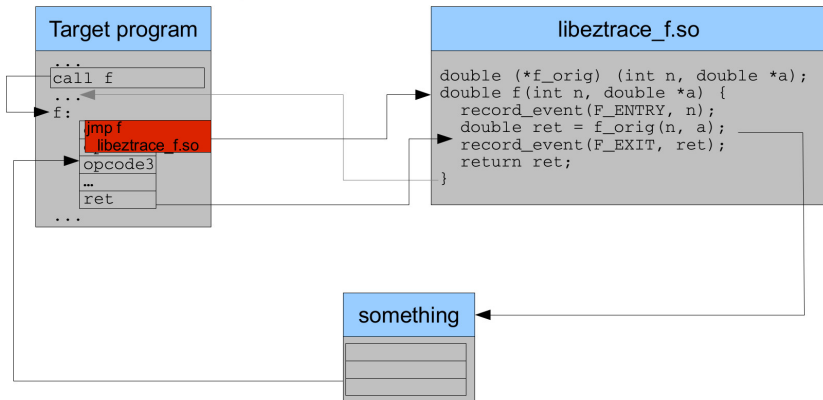 Target program
...
call f
...
f:
jmp f
libeztrace_f.so
opcode3
…
ret
...
libeztrace_f.so
double (*f_orig) (int n, double *a);
double f(int n, double *a) {
record_event(F_ENTRY, n);
double ret = f_orig(n, a);
record_event(F_EXIT, ret);
return ret;
}
something